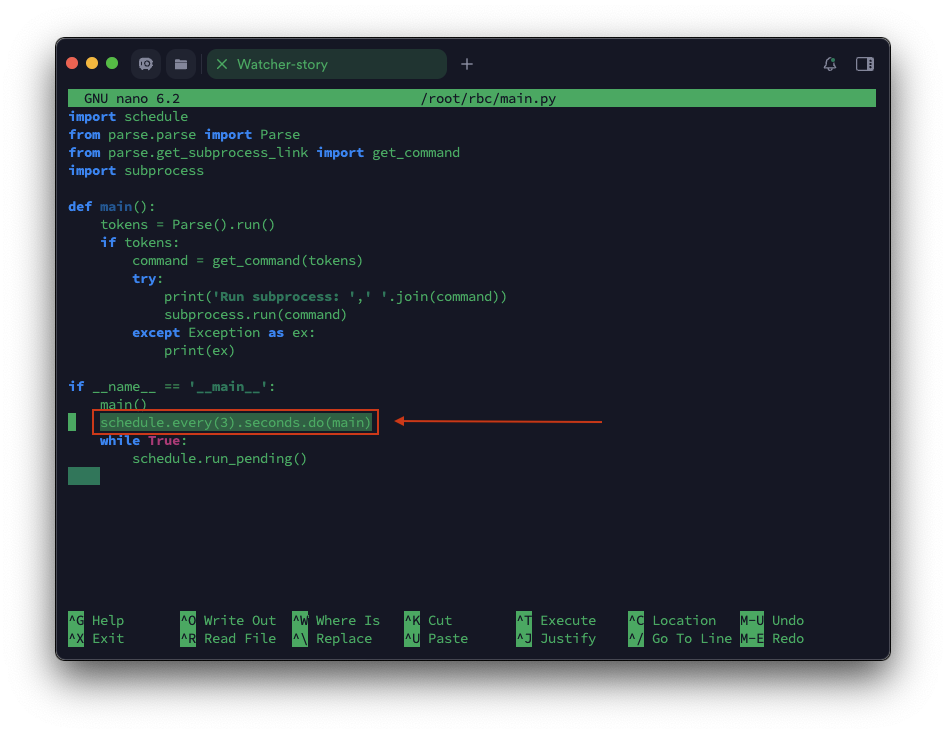 Watcher-story
GNU nano 6.2 /root/rbc/main.py
import schedule
from parse.parse import Parse
from parse.get_subprocess_link import get_command
import subprocess
def main():
    tokens = Parse().run()
    if tokens:
        command = get_command(tokens)
        try:
            print('Run subprocess: ',' '.join(command))
            subprocess.run(command)
        except Exception as ex:
            print(ex)
if __name__ == '__main__':
    main()
    schedule.every(3).seconds.do(main)
    while True:
        schedule.run_pending()
^G Help ^O Write Out ^W Where Is ^K Cut ^T Execute ^C Location M-U Undo
^X Exit ^R Read File ^\ Replace ^U Paste ^J Justify ^/ Go To Line M-E Redo